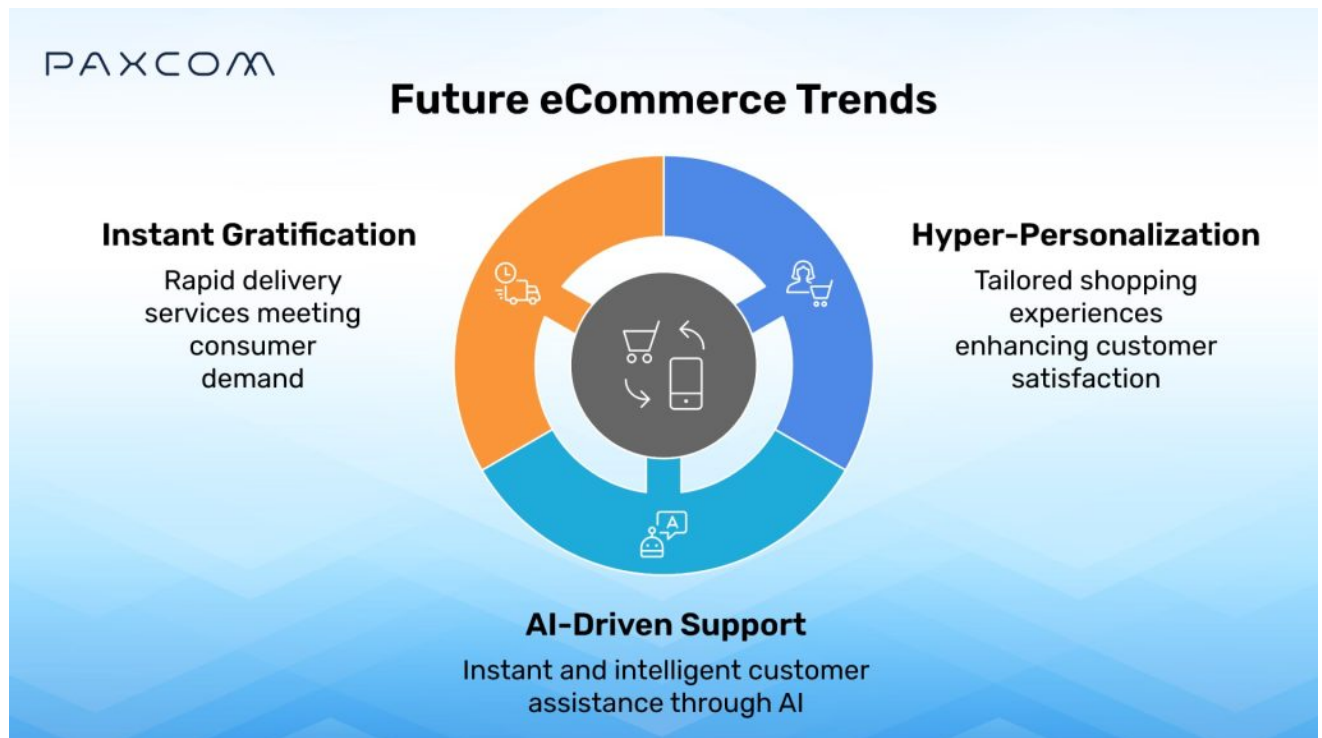 PAXCOM
Future eCommerce Trends
Instant Gratification
Rapid delivery
services meeting
consumer
demand
Hyper-Personalization
Tailored shopping
experiences
enhancing customer
satisfaction
A
AI-Driven Support
Instant and intelligent customer
assistance through AI